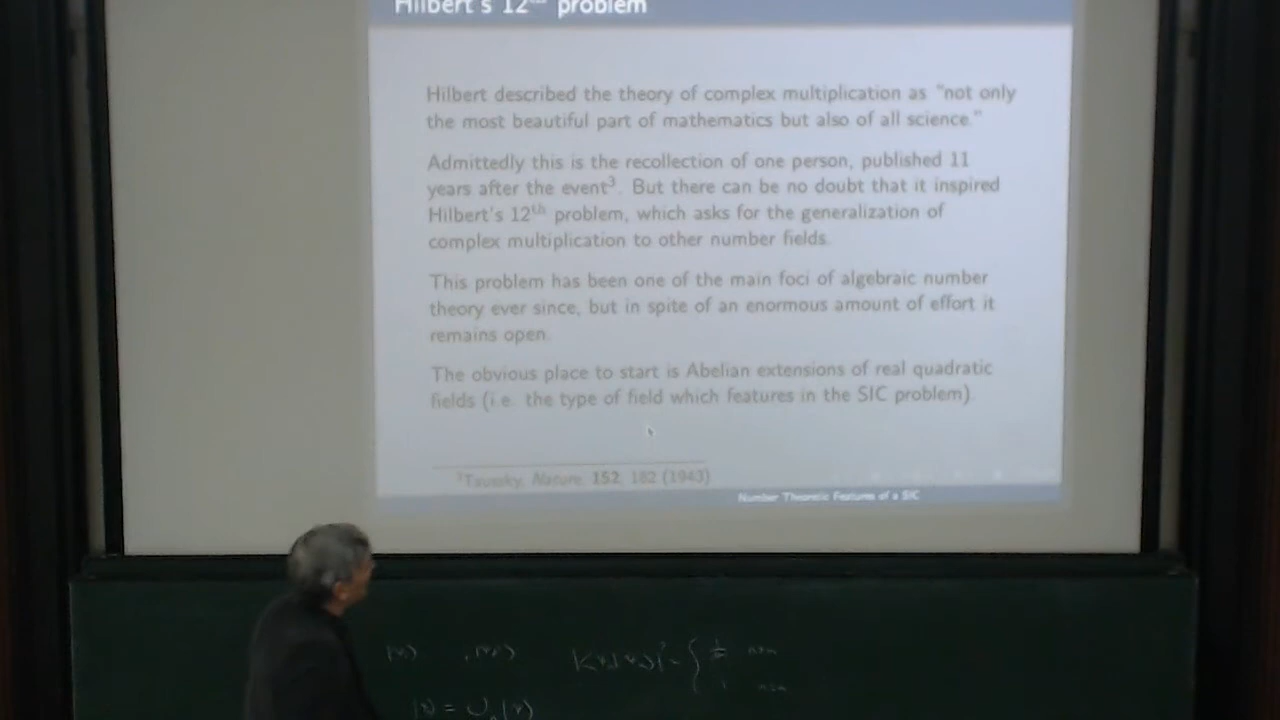 Hilbert's 12th problem
Hilbert described the theory of complex multiplication as "not only
the most beautiful part of mathematics but also of all science."
Admittedly this is the recollection of one person, published 11
years after the event3. But there can be no doubt that it inspired
Hilbert's 12th problem, which asks for the generalization of
complex multiplication to other number fields.
This problem has been one of the main foci of algebraic number
theory ever since, but in spite of an enormous amount of effort it
remains open.
The obvious place to start is Abelian extensions of real quadratic
fields (i.e. the type of field which features in the SIC problem).
3Taussky, Nature, 152, 182 (1943)
Number Theoretic Features of a SIC